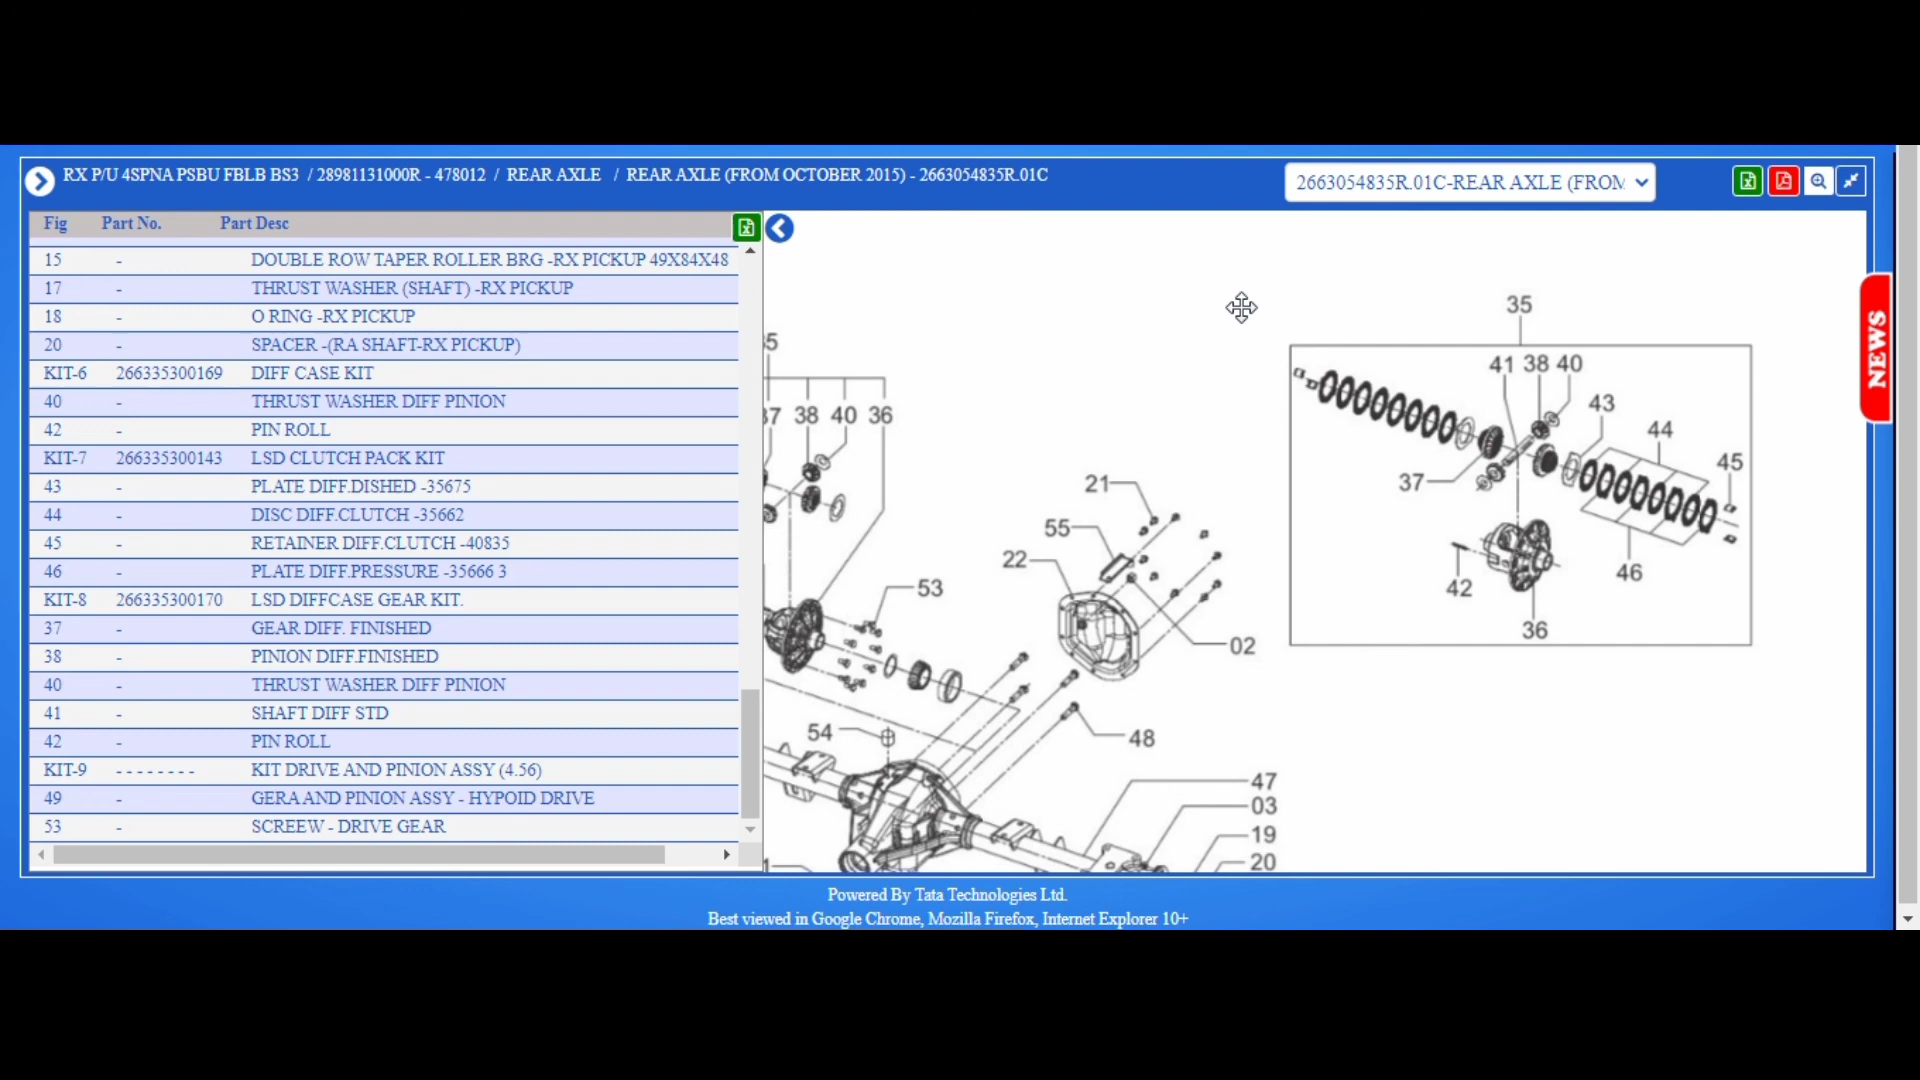 RX P/U 4SPNA PSBU FBLB BS3 / 28981131000R - 478012 / REAR AXLE / REAR AXLE (FROM OCTOBER 2015) - 2663054835R.01C
2663054835R.01C-REAR AXLE (FROM
Fig Part No. Part Desc
15 - DOUBLE ROW TAPER ROLLER BRG -RX PICKUP 49X84X48
17 - THRUST WASHER (SHAFT) -RX PICKUP
18 - O RING -RX PICKUP
20 - SPACER -(RA SHAFT-RX PICKUP)
KIT-6 266335300169 DIFF CASE KIT
40 - THRUST WASHER DIFF PINION
42 - PIN ROLL
KIT-7 266335300143 LSD CLUTCH PACK KIT
43 - PLATE DIFF.DISHED -35675
44 - DISC DIFF.CLUTCH -35662
45 - RETAINER DIFF.CLUTCH -40835
46 - PLATE DIFF.PRESSURE -35666 3
KIT-8 266335300170 LSD DIFFCASE GEAR KIT.
37 - GEAR DIFF. FINISHED
38 - PINION DIFF.FINISHED
40 - THRUST WASHER DIFF PINION
41 - SHAFT DIFF STD
42 - PIN ROLL
KIT-9 -------- KIT DRIVE AND PINION ASSY (4.56)
49 - GERA AND PINION ASSY - HYPOID DRIVE
53 - SCREEW - DRIVE GEAR
38 40 36
53
54
21
55
22
02
48
47
03
19
20
35
41 38 40
43
44
45
37
42
46
36
NEWS
Powered By Tata Technologies Ltd.
Best viewed in Google Chrome, Mozilla Firefox, Internet Explorer 10+